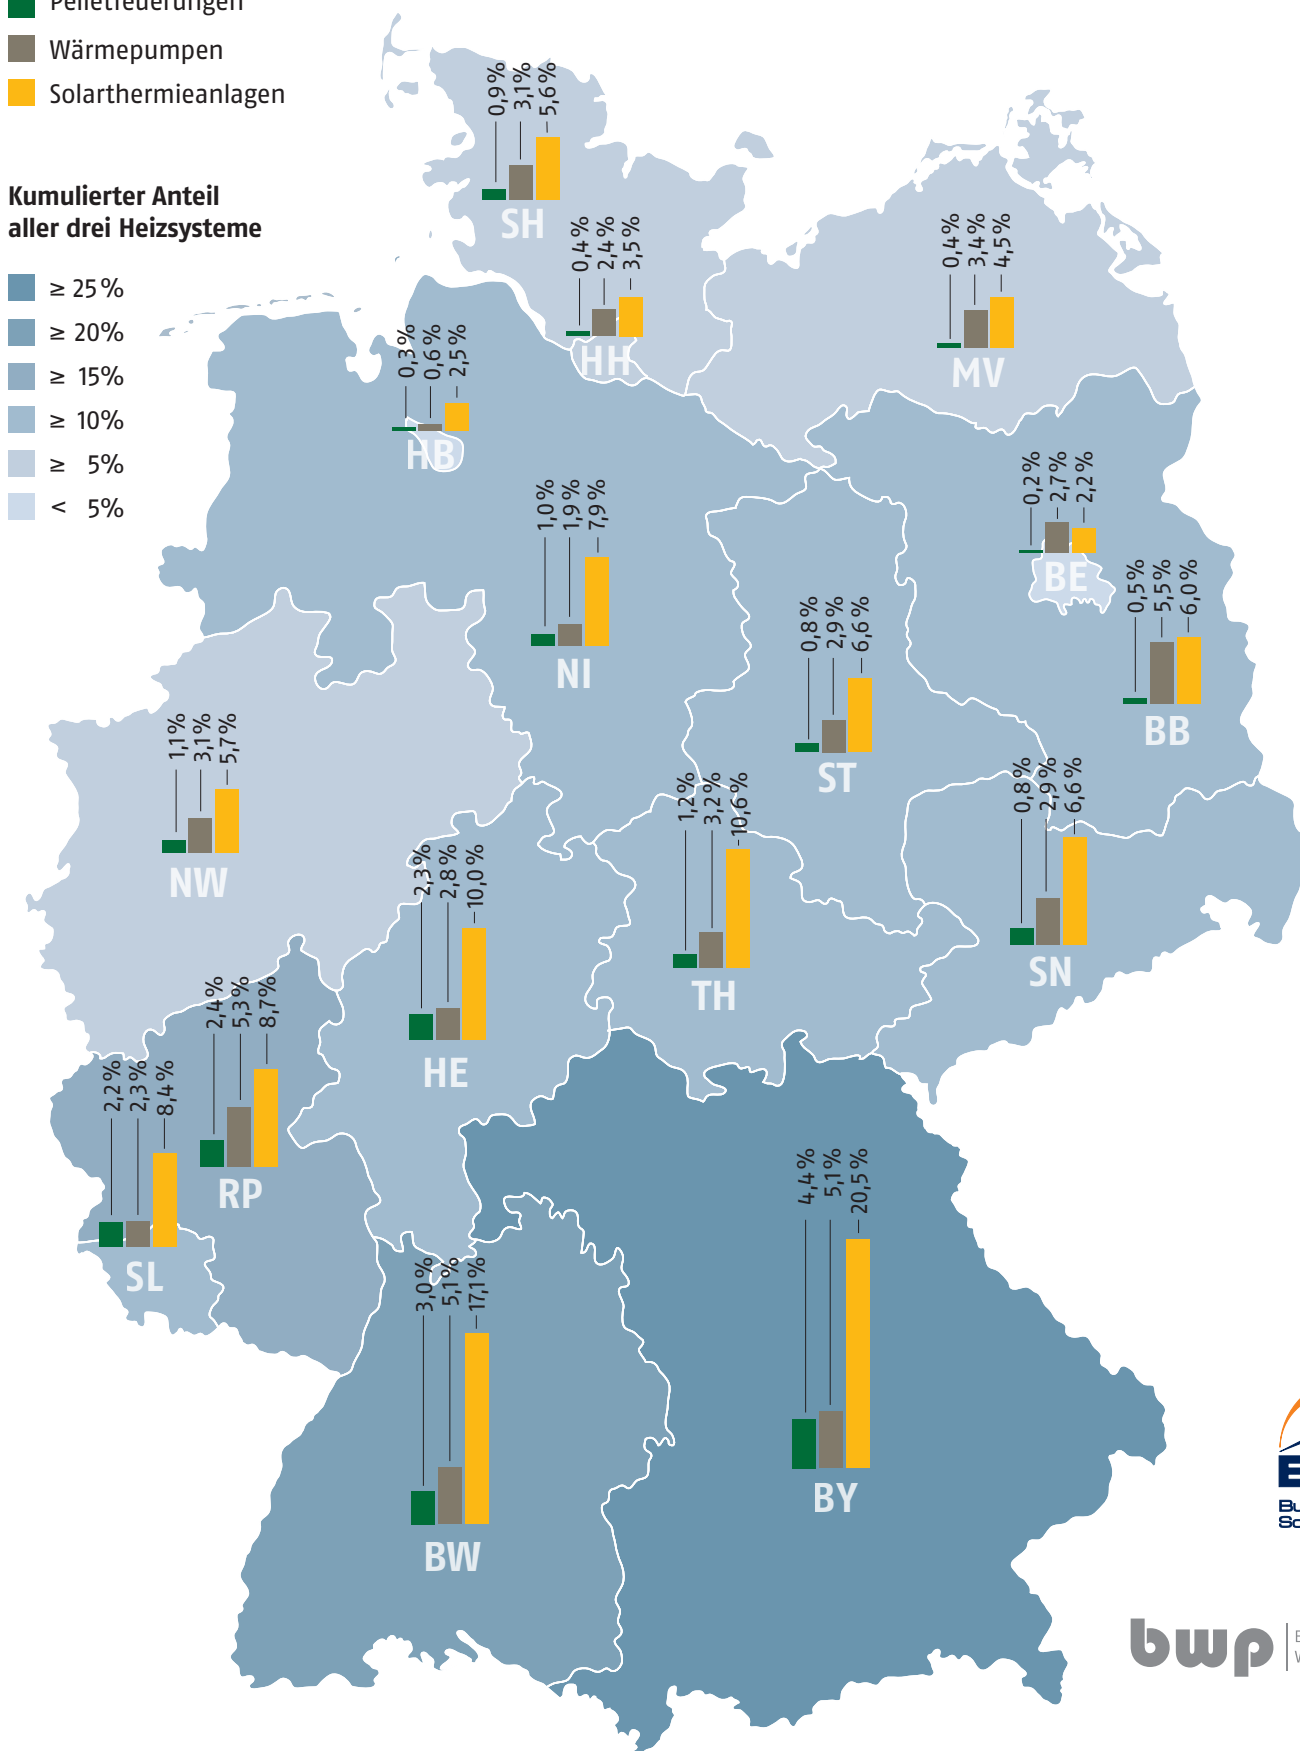 Pelletfeuerungen
Wärmepumpen
Solarthermieanlagen
Kumulierter Anteil
aller drei Heizsysteme
≥ 25 %
≥ 20%
≥ 15%
≥ 10%
≥ 5%
< 5%
0,9 %
3,1 %
5,6 %
SH
0,4 %
2,4 %
3,5 %
HH
0,4 %
3,4 %
4,5 %
MV
0,3 %
0,6 %
2,5 %
HB
1,0 %
1,9 %
7,9 %
NI
0,2 %
2,7 %
2,2 %
BE
0,5 %
5,5 %
6,0 %
BB
0,8 %
2,9 %
6,6 %
ST
1,1 %
3,1 %
5,7 %
NW
0,8 %
2,9 %
6,6 %
SN
1,2 %
3,2 %
10,6 %
TH
2,3 %
2,8 %
10,0 %
HE
2,4 %
5,3 %
8,7 %
RP
2,2 %
2,3 %
8,4 %
SL
4,4 %
5,1 %
20,5 %
BY
3,0 %
5,1 %
17,1 %
BW
bwp